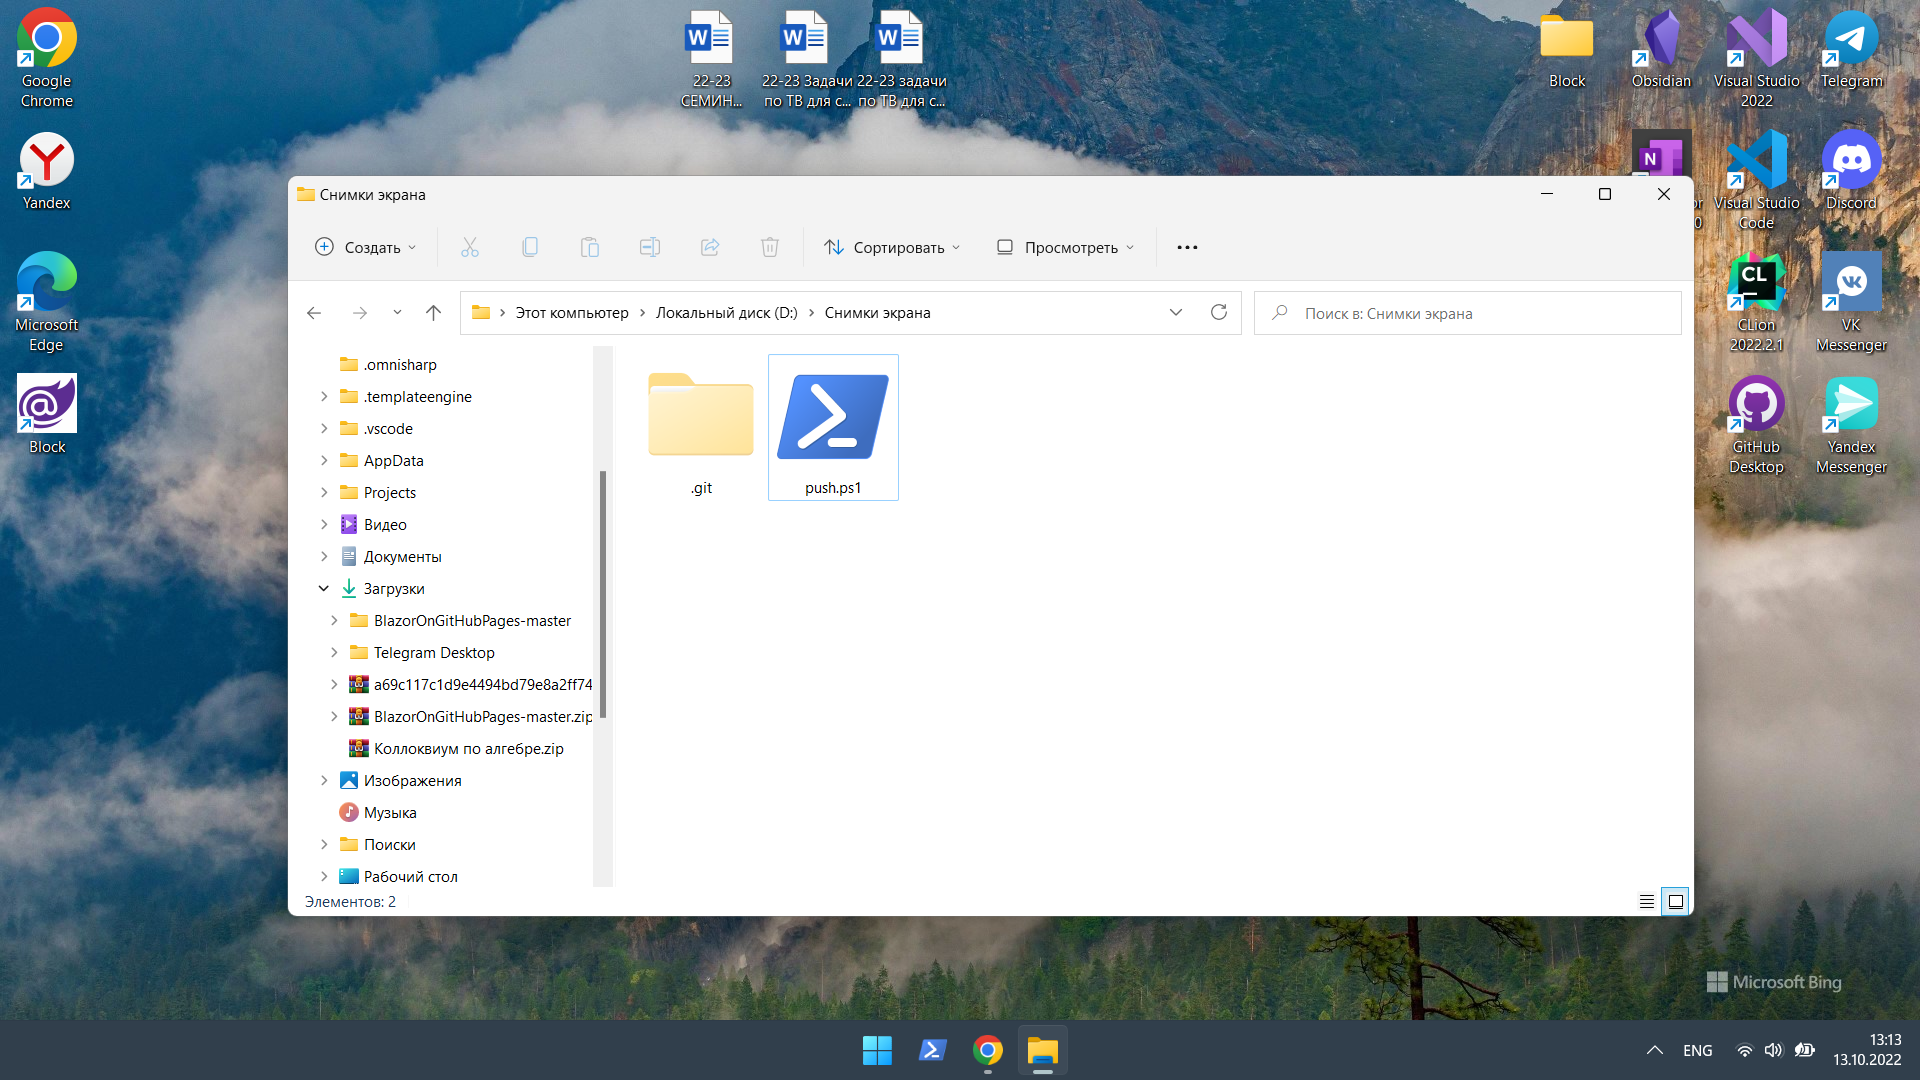 Google
Chrome
22-23
СЕМИН...
22-23 Задачи
по ТВ для с...
22-23 задачи
по ТВ для с...
Block
Obsidian
Visual Studio
2022
Telegram
Yandex
N
Visual Studio
Code
Discord
Microsoft
Edge
CL
CLion
2022.2.1
VK
Messenger
Block
GitHub
Desktop
Yandex
Messenger
Снимки экрана
Создать
Сортировать
Просмотреть
Этот компьютер
Локальный диск (D:)
Снимки экрана
Поиск в: Снимки экрана
.omnisharp
.templateengine
.vscode
AppData
Projects
Видео
Документы
Загрузки
BlazorOnGitHubPages-master
Telegram Desktop
a69c117c1d9e4494bd79e8a2ff74
BlazorOnGitHubPages-master.zip
Коллоквиум по алгебре.zip
Изображения
Музыка
Поиски
Рабочий стол
.git
push.ps1
Элементов: 2
Microsoft Bing
ENG
13:13
13.10.2022